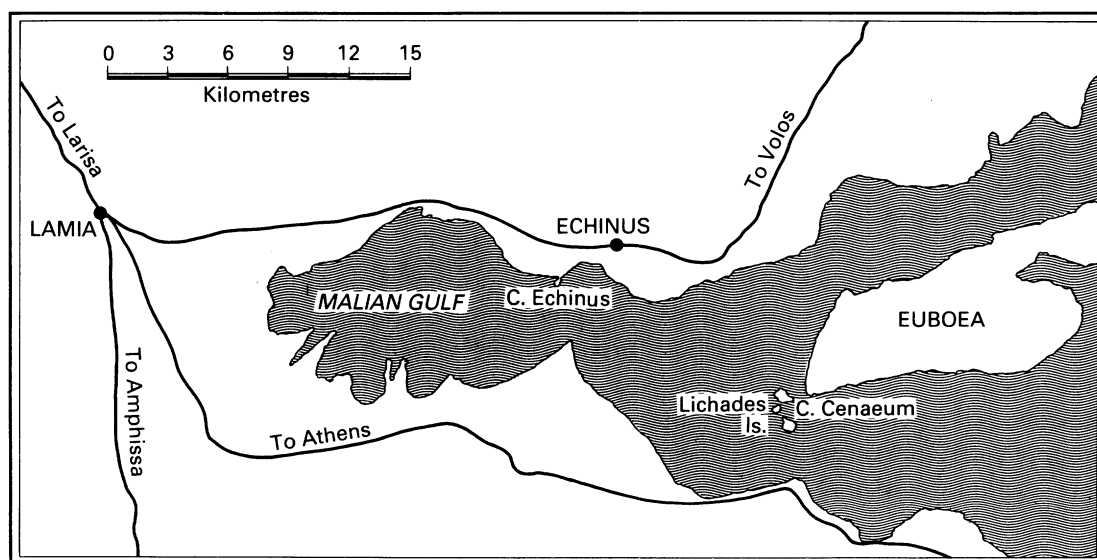 0 3 6 9 12 15
Kilometres
To Larisa
To Volos
LAMIA
ECHINUS
MALIAN GULF
C. Echinus
EUBOEA
To Amphissa
To Athens
Lichades
Is.
C. Cenaeum